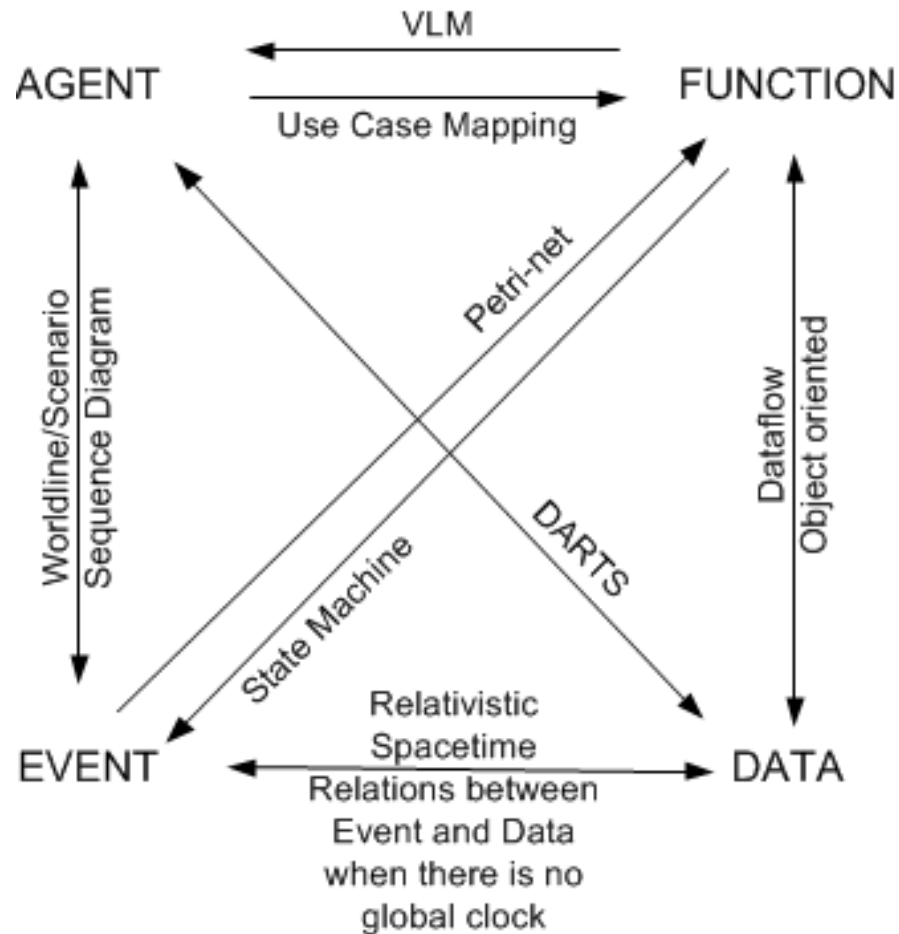 VLM
AGENT
FUNCTION
Use Case Mapping
Petri-net
Worldline/Scenario
Sequence Diagram
Dataflow
Object oriented
DARTS
State Machine
Relativistic
Spacetime
EVENT
DATA
Relations between
Event and Data
when there is no
global clock